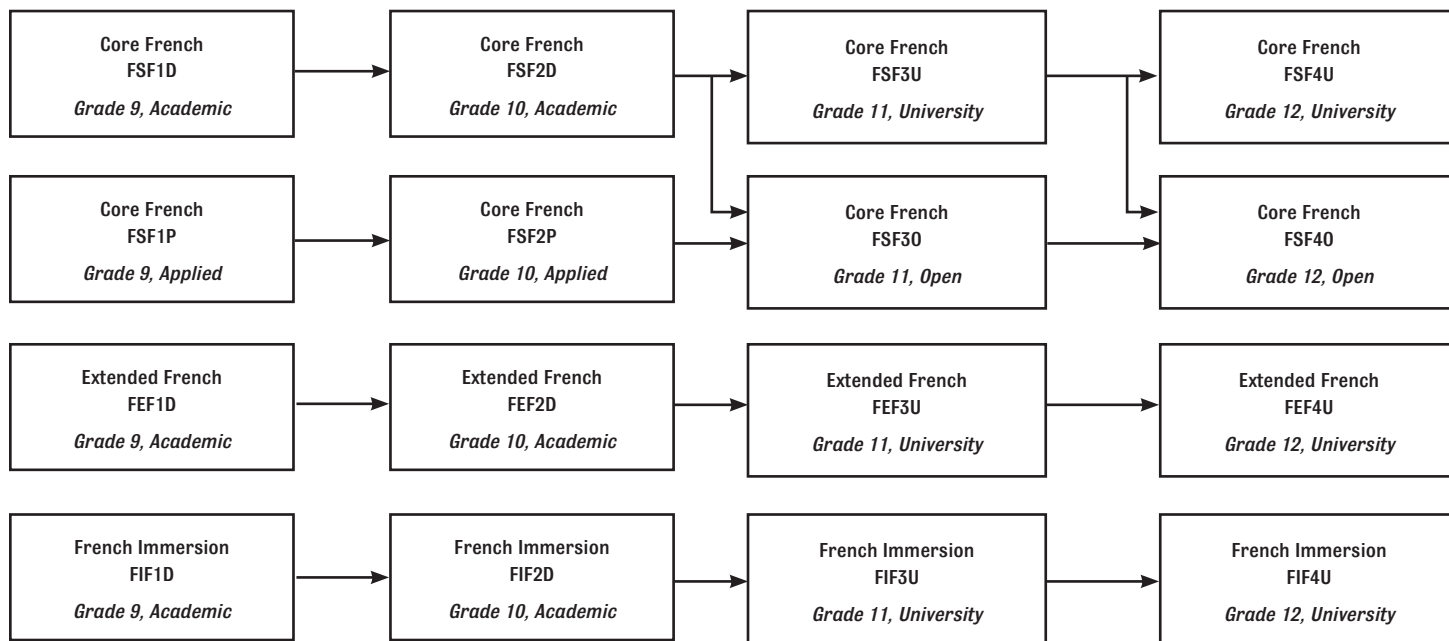 Core French
FSF1D
Grade 9, Academic
Core French
FSF2D
Grade 10, Academic
Core French
FSF3U
Grade 11, University
Core French
FSF4U
Grade 12, University
Core French
FSF1P
Grade 9, Applied
Core French
FSF2P
Grade 10, Applied
Core French
FSF3O
Grade 11, Open
Core French
FSF4O
Grade 12, Open
Extended French
FEF1D
Grade 9, Academic
Extended French
FEF2D
Grade 10, Academic
Extended French
FEF3U
Grade 11, University
Extended French
FEF4U
Grade 12, University
French Immersion
FIF1D
Grade 9, Academic
French Immersion
FIF2D
Grade 10, Academic
French Immersion
FIF3U
Grade 11, University
French Immersion
FIF4U
Grade 12, University